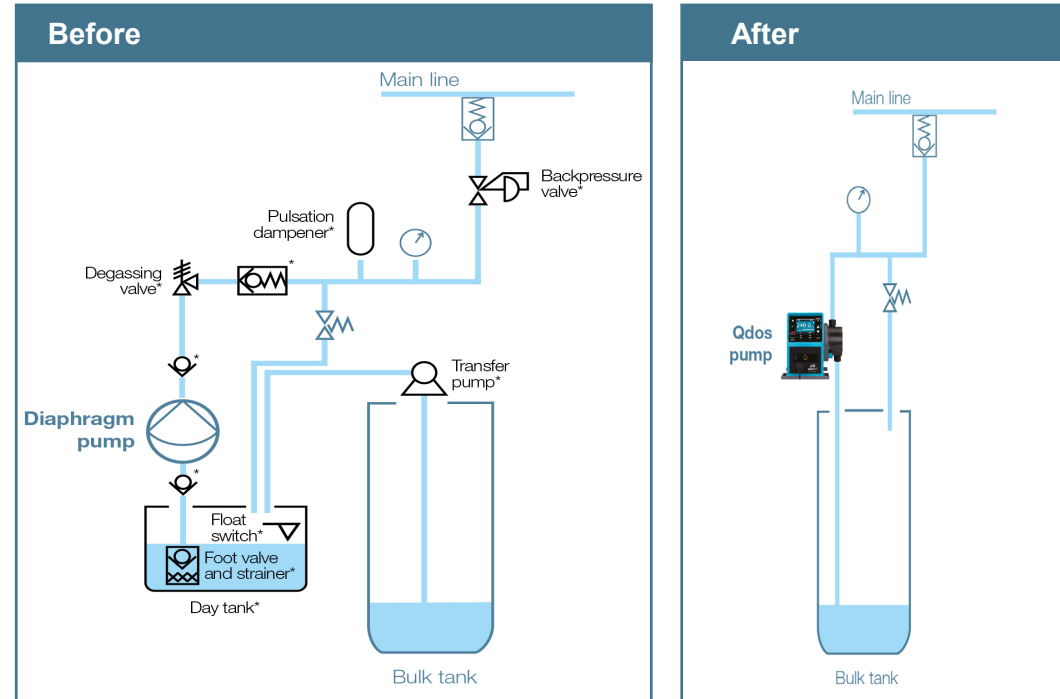 Before
Main line
Backpressure
valve*
Pulsation
dampener*
Degassing
valve*
*
*
Transfer
pump*
Diaphragm
pump
*
Float
switch*
Foot valve
and strainer*
Day tank*
Bulk tank
After
Main line
Qdos
pump
Bulk tank